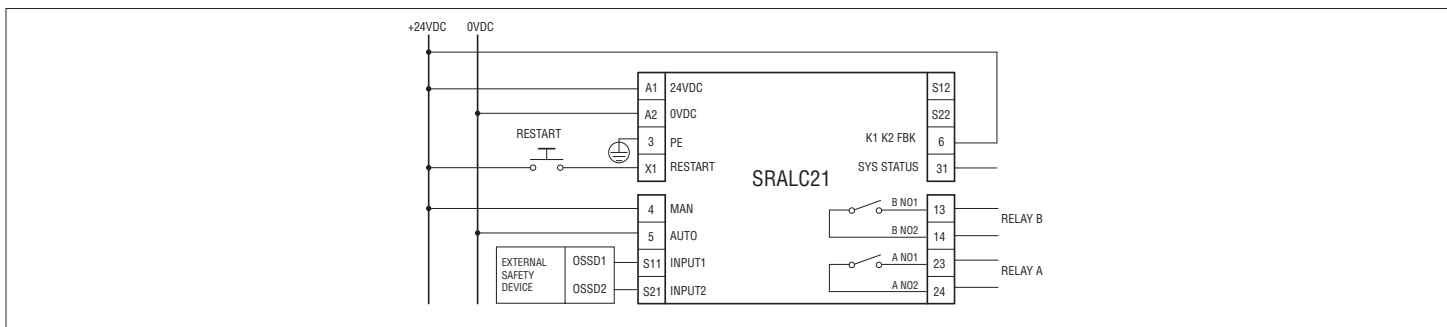 +24VDC 0VDC
A1 24VDC S12
A2 0VDC S22
RESTART
3 PE K1 K2 FBK 6
X1 RESTART SYS STATUS 31
SRALC21
4 MAN B NO1 13
RELAY B
5 AUTO B NO2 14
EXTERNAL SAFETY DEVICE
OSSD1 S11 INPUT1 A NO1 23
RELAY A
OSSD2 S21 INPUT2 A NO2 24